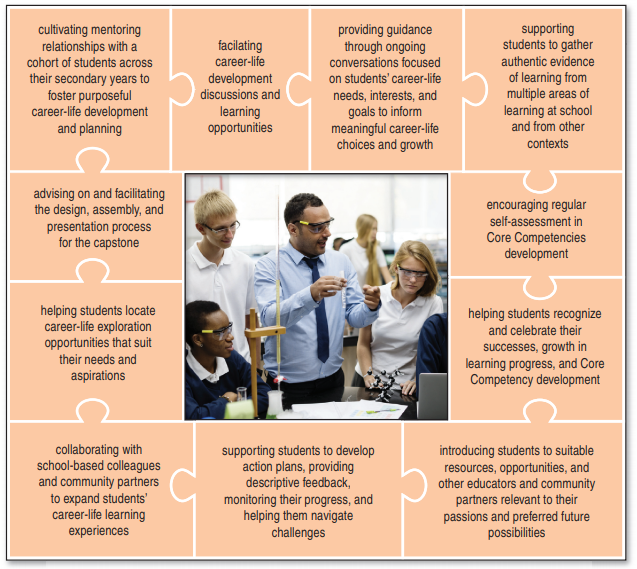 cultivating mentoring
relationships with a
cohort of students across
their secondary years to
foster purposeful
career-life development
and planning
facilating
career-life
development
discussions and
learning
opportunities
providing guidance
through ongoing
conversations focused
on students' career-life
needs, interests, and
goals to inform
meaningful career-life
choices and growth
supporting
students to gather
authentic evidence
of learning from
multiple areas of
learning at school
and from other
contexts
advising on and facilitating
the design, assembly, and
presentation process
for the capstone
encouraging regular
self-assessment in
Core Competencies
development
helping students locate
career-life exploration
opportunities that suit
their needs and
aspirations
helping students recognize
and celebrate their
successes, growth in
learning progress, and Core
Competency development
collaborating with
school-based colleagues
and community partners
to expand students'
career-life learning
experiences
supporting students to develop
action plans, providing
descriptive feedback,
monitoring their progress, and
helping them navigate
challenges
introducing students to suitable
resources, opportunities, and
other educators and community
partners relevant to their
passions and preferred future
possibilities